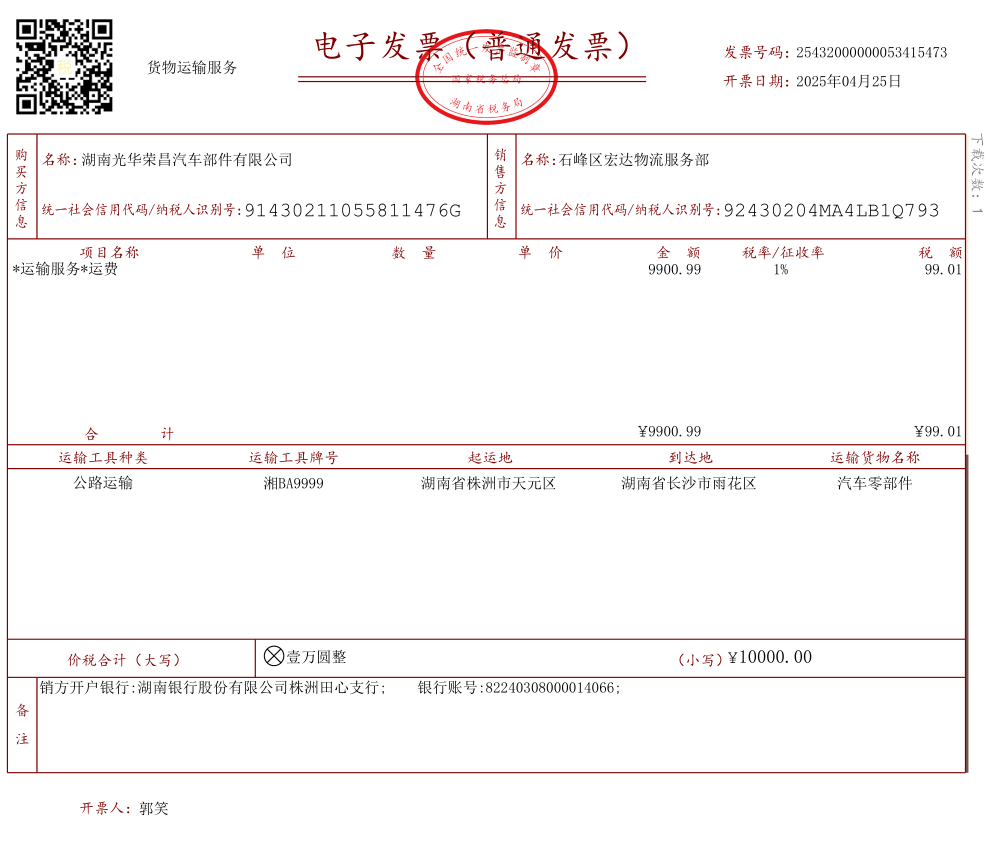 电子发票（普通发票）
货物运输服务
全国统一发票监制章
国家税务总局
湖南省税务局
发票号码：25432000000053415473
开票日期：2025年04月25日
下载次数：1
购买方信息
名称：湖南光华荣昌汽车部件有限公司
统一社会信用代码/纳税人识别号：91430211055811476G
销售方信息
名称：石峰区宏达物流服务部
统一社会信用代码/纳税人识别号：92430204MA4LB1Q793
项目名称 单 位 数 量 单 价 金 额 税率/征收率 税 额
*运输服务*运费 9900.99 1% 99.01
合 计 ¥9900.99 ¥99.01
运输工具种类 运输工具牌号 起运地 到达地 运输货物名称
公路运输 湘BA9999 湖南省株洲市天元区 湖南省长沙市雨花区 汽车零部件
价税合计（大写） ⊗壹万圆整 （小写）¥10000.00
备注
销方开户银行:湖南银行股份有限公司株洲田心支行; 银行账号:82240308000014066;
开票人：郭笑
税